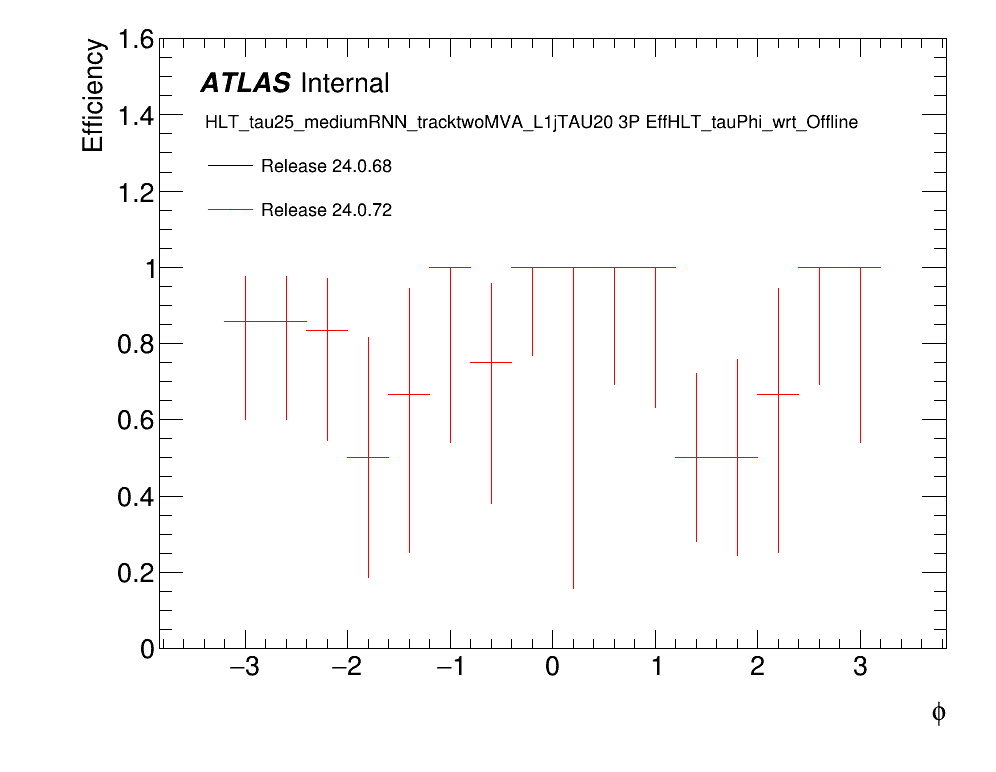 Efficiency
1.6
1.4
1.2
1
0.8
0.6
0.4
0.2
0
ATLAS Internal
HLT_tau25_mediumRNN_tracktwoMVA_L1jTAU20 3P EffHLT_tauPhi_wrt_Offline
Release 24.0.68
Release 24.0.72
−3 −2 −1 0 1 2 3
ϕ